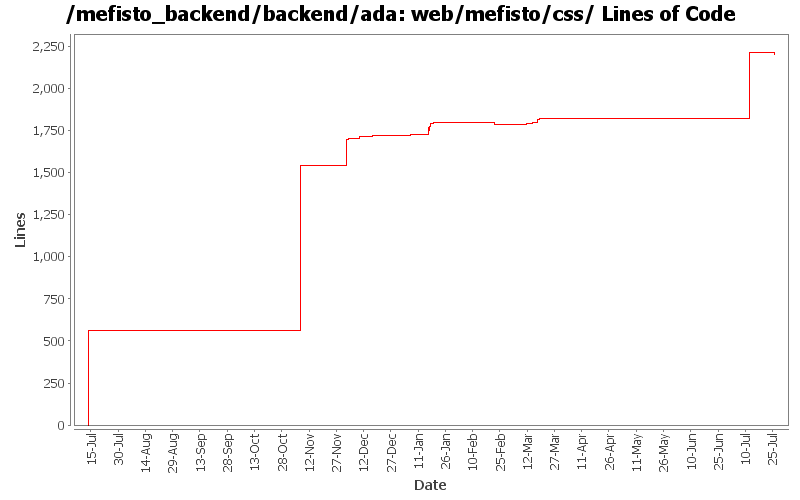 /mefisto_backend/backend/ada: web/mefisto/css/ Lines of Code
Lines
2,250
2,000
1,750
1,500
1,250
1,000
750
500
250
0
15-Jul
30-Jul
14-Aug
29-Aug
13-Sep
28-Sep
13-Oct
28-Oct
12-Nov
27-Nov
12-Dec
27-Dec
11-Jan
26-Jan
10-Feb
25-Feb
12-Mar
27-Mar
11-Apr
26-Apr
11-May
26-May
10-Jun
25-Jun
10-Jul
25-Jul
Date